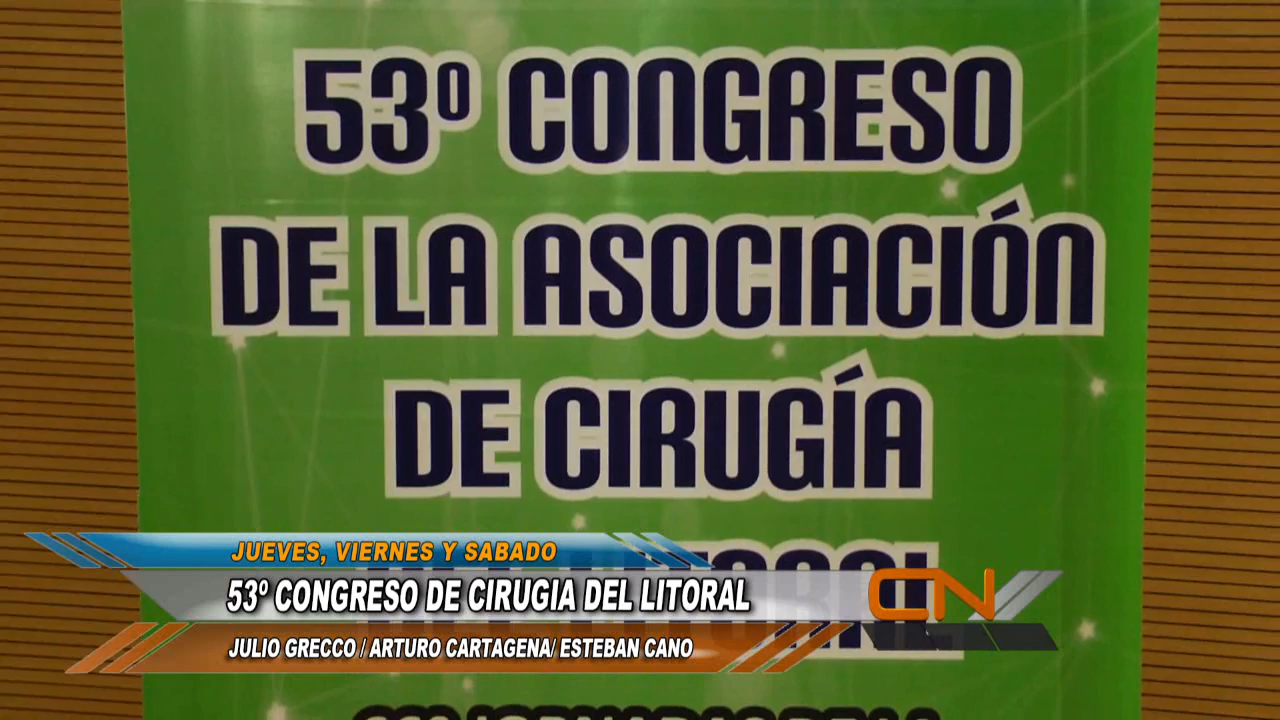 53º CONGRESO
DE LA ASOCIACIÓN
DE CIRUGÍA
JUEVES, VIERNES Y SABADO
53º CONGRESO DE CIRUGIA DEL LITORAL
JULIO GRECCO / ARTURO CARTAGENA/ ESTEBAN CANO
CN